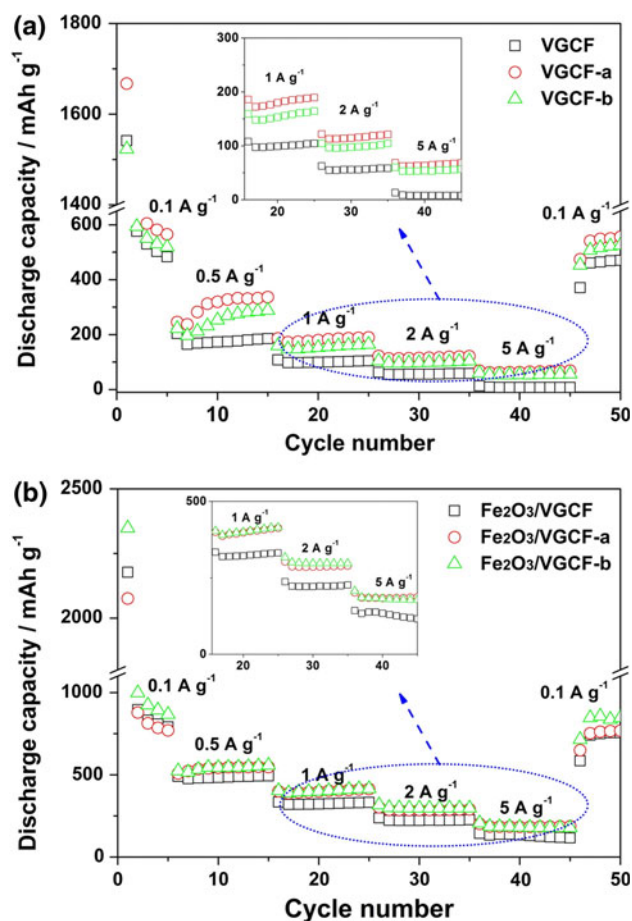 (a)
1800
1600
1400
600
400
200
0
Discharge capacity / mAh g⁻¹
0 10 20 30 40 50
Cycle number
VGCF
VGCF-a
VGCF-b
0.1 A g⁻¹
0.5 A g⁻¹
1 A g⁻¹
2 A g⁻¹
5 A g⁻¹
0.1 A g⁻¹
300
200
100
0
20 30 40
1 A g⁻¹
2 A g⁻¹
5 A g⁻¹
(b)
2500
2000
1000
500
0
Discharge capacity / mAh g⁻¹
0 10 20 30 40 50
Cycle number
Fe₂O₃/VGCF
Fe₂O₃/VGCF-a
Fe₂O₃/VGCF-b
0.1 A g⁻¹
0.5 A g⁻¹
1 A g⁻¹
2 A g⁻¹
5 A g⁻¹
0.1 A g⁻¹
500
0
20 30 40
1 A g⁻¹
2 A g⁻¹
5 A g⁻¹